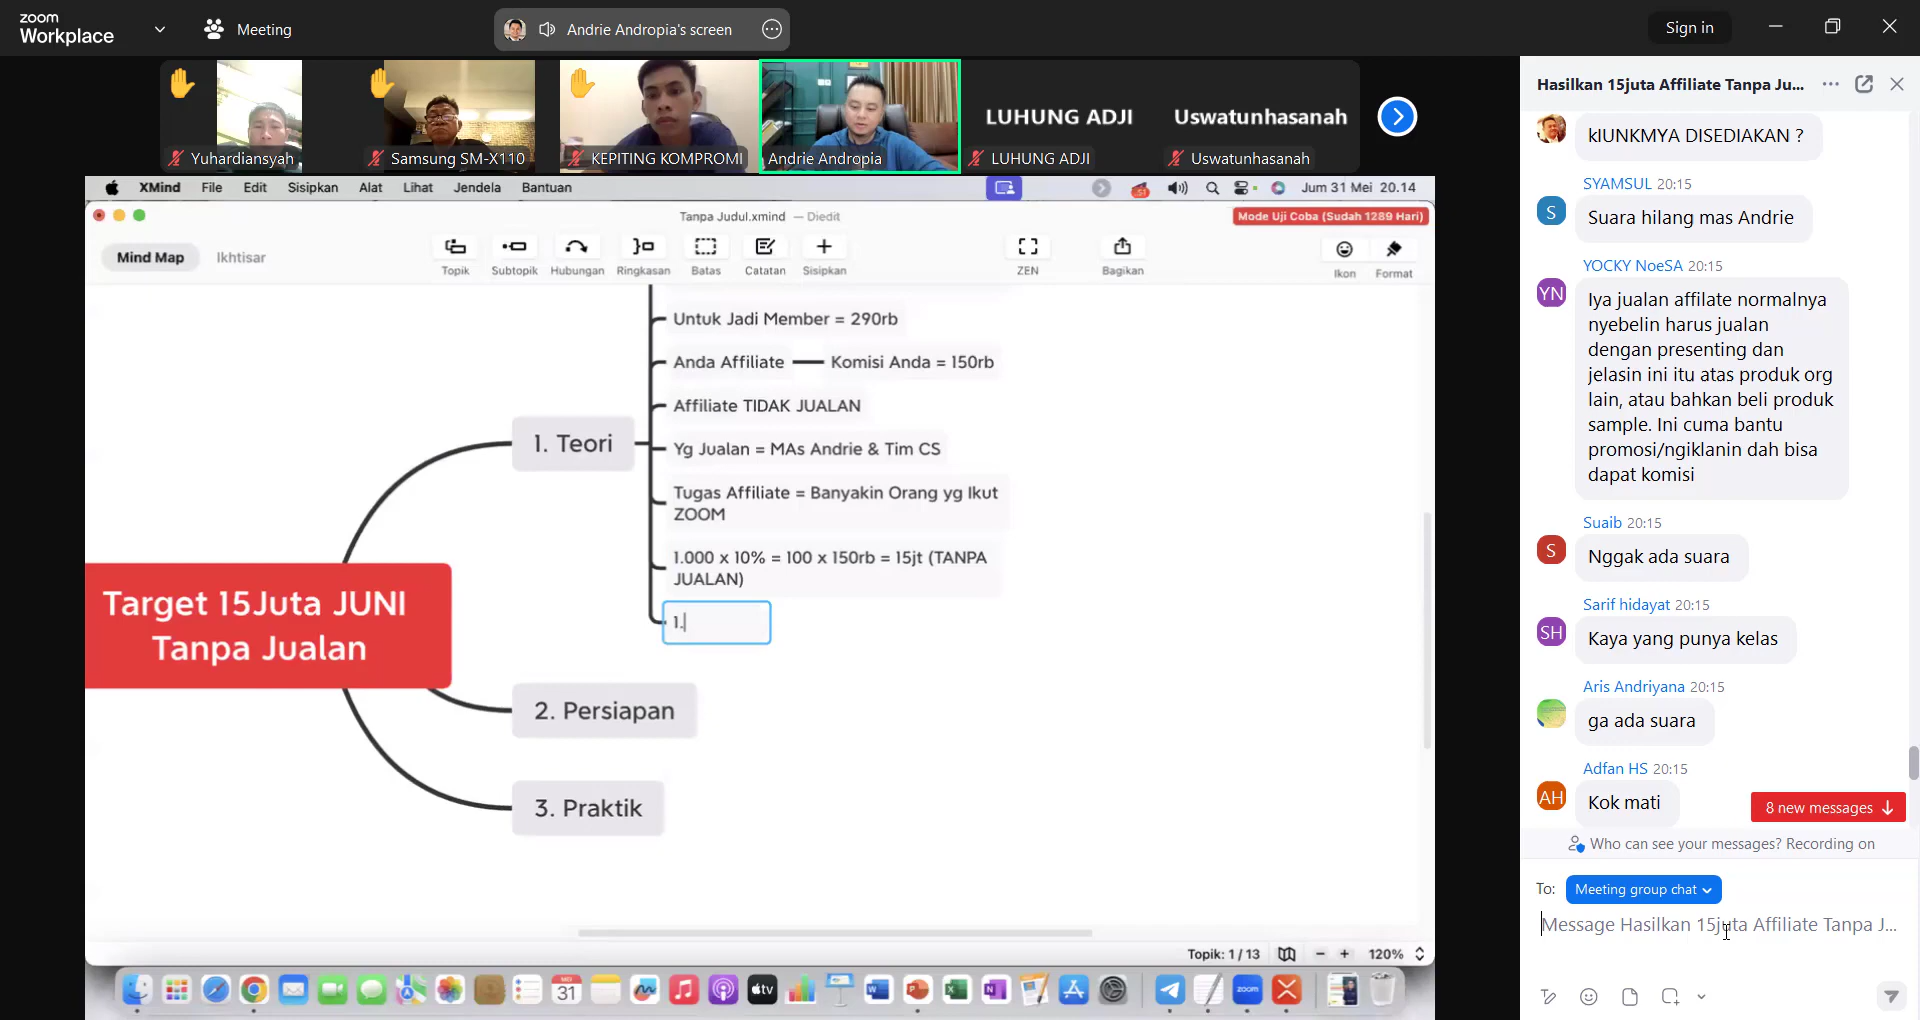 zoom
Workplace
Meeting
Andrie Andropia's screen
Sign in
Yuhardiansyah
Samsung SM-X110
KEPITING KOMPROMI
Andrie Andropia
LUHUNG ADJI
LUHUNG ADJI
Uswatunhasanah
Uswatunhasanah
XMind File Edit Sisipkan Alat Lihat Jendela Bantuan
Jum 31 Mei 20.14
Tanpa Judul.xmind — Diedit
Mode Uji Coba (Sudah 1289 Hari)
Mind Map
Ikhtisar
Topik Subtopik Hubungan Ringkasan Batas Catatan Sisipkan
ZEN
Bagikan
Ikon
Format
Untuk Jadi Member = 290rb
Anda Affiliate
Komisi Anda = 150rb
Affiliate TIDAK JUALAN
1. Teori
Yg Jualan = MAs Andrie & Tim CS
Tugas Affiliate = Banyakin Orang yg Ikut
ZOOM
1.000 x 10% = 100 x 150rb = 15jt (TANPA
JUALAN)
1.
Target 15Juta JUNI
Tanpa Jualan
2. Persiapan
3. Praktik
Topik: 1 / 13
120%
31
tv
zoom
Hasilkan 15juta Affiliate Tanpa Ju...
kIUNKMYA DISEDIAKAN ?
SYAMSUL 20:15
S
Suara hilang mas Andrie
YOCKY NoeSA 20:15
YN
Iya jualan affilate normalnya
nyebelin harus jualan
dengan presenting dan
jelasin ini itu atas produk org
lain, atau bahkan beli produk
sample. Ini cuma bantu
promosi/ngiklanin dah bisa
dapat komisi
Suaib 20:15
S
Nggak ada suara
Sarif hidayat 20:15
SH
Kaya yang punya kelas
Aris Andriyana 20:15
ga ada suara
Adfan HS 20:15
AH
Kok mati
8 new messages
Who can see your messages? Recording on
To: Meeting group chat
Message Hasilkan 15juta Affiliate Tanpa J...